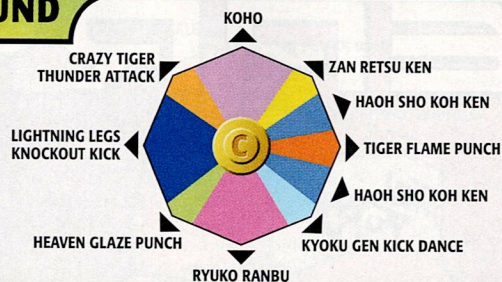 UND
KOHO
CRAZY TIGER
THUNDER ATTACK
ZAN RETSU KEN
HAOH SHO KOH KEN
LIGHTNING LEGS
KNOCKOUT KICK
C
TIGER FLAME PUNCH
HAOH SHO KOH KEN
HEAVEN GLAZE PUNCH
KYOKU GEN KICK DANCE
RYUKO RANBU